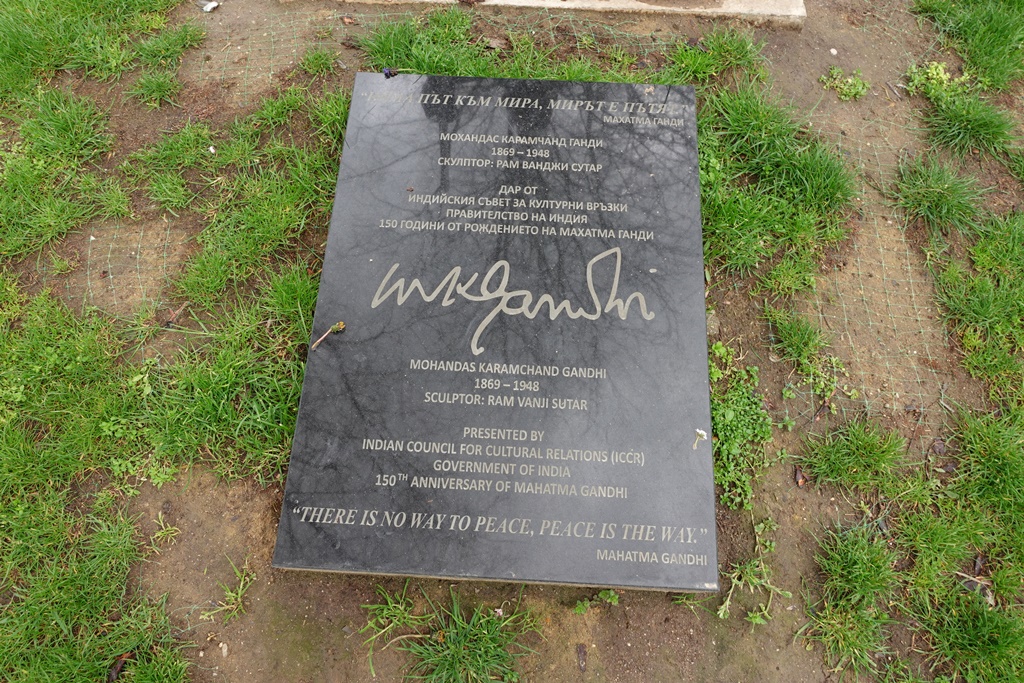 ПЪТ КЪМ МИРА, МИРЪТ Е ПЪТЯ
МАХАТМА ГАНДИ
МОХАНДАС КАРАМЧАНД ГАНДИ
1869 – 1948
СКУЛПТОР: РАМ ВАНДЖИ СУТАР
ДАР ОТ
ИНДИЙСКИЯ СЪВЕТ ЗА КУЛТУРНИ ВРЪЗКИ
ПРАВИТЕЛСТВО НА ИНДИЯ
150 ГОДИНИ ОТ РОЖДЕНИЕТО НА МАХАТМА ГАНДИ
MKGandhi
MOHANDAS KARAMCHAND GANDHI
1869 – 1948
SCULPTOR: RAM VANJI SUTAR
PRESENTED BY
INDIAN COUNCIL FOR CULTURAL RELATIONS (ICCR)
GOVERNMENT OF INDIA
150TH ANNIVERSARY OF MAHATMA GANDHI
“THERE IS NO WAY TO PEACE, PEACE IS THE WAY.”
MAHATMA GANDHI